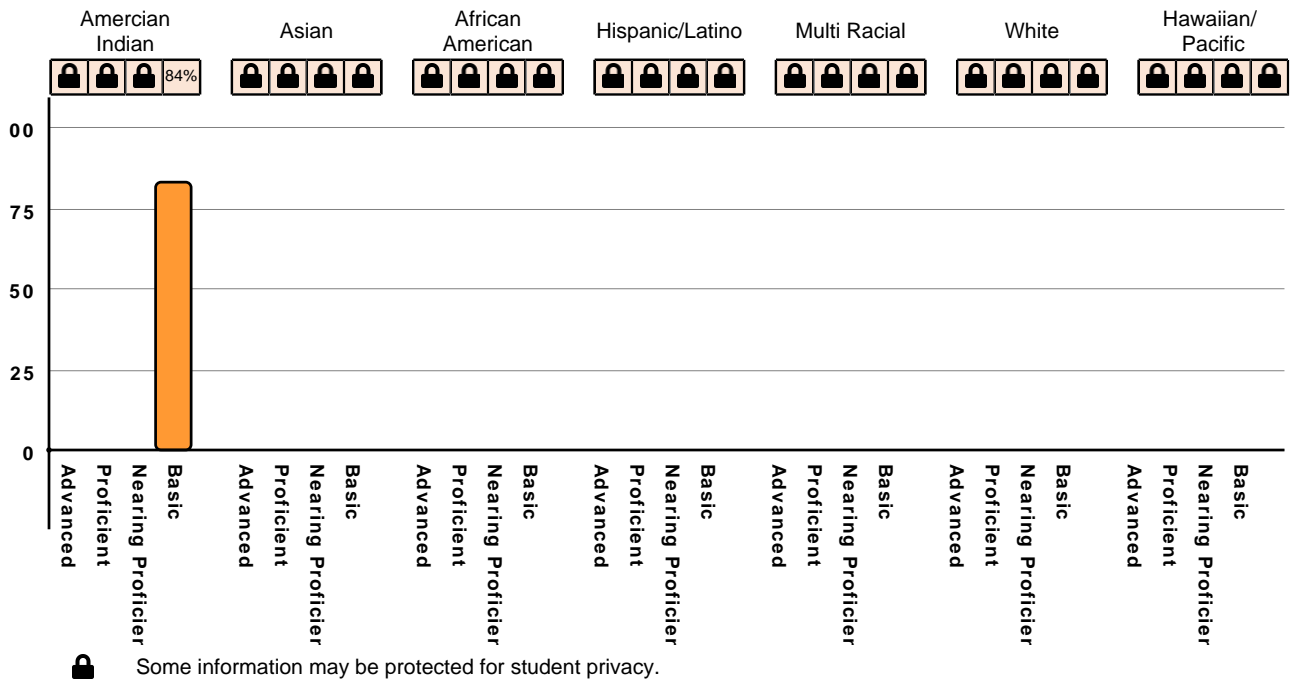 Amercian
Indian
Asian
African
American
Hispanic/Latino
Multi Racial
White
Hawaiian/
Pacific
84%
00
75
50
25
0
Advanced
Proficient
Nearing Proficier
Basic
Advanced
Proficient
Nearing Proficier
Basic
Advanced
Proficient
Nearing Proficier
Basic
Advanced
Proficient
Nearing Proficier
Basic
Advanced
Proficient
Nearing Proficier
Basic
Advanced
Proficient
Nearing Proficier
Basic
Advanced
Proficient
Nearing Proficier
Basic
Some information may be protected for student privacy.